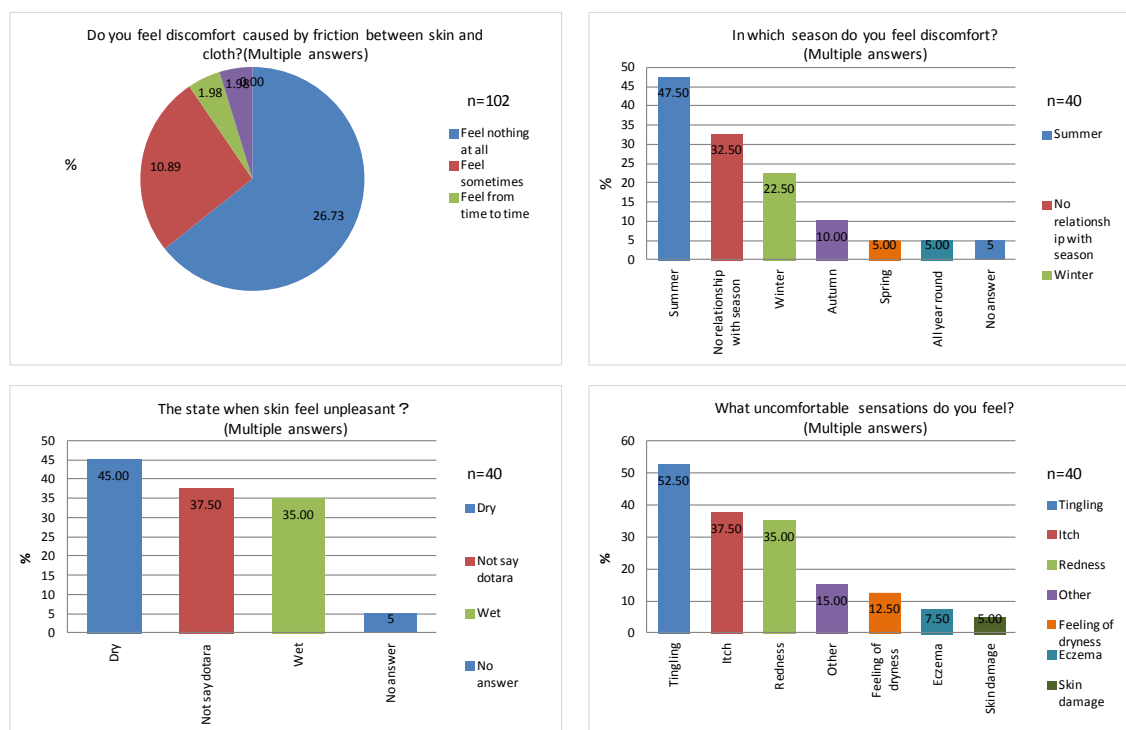 Do you feel discomfort caused by friction between skin and
cloth?(Multiple answers)
n=102
%
26.73
10.89
1.98
1.98
0.00
Feel nothing
at all
Feel
sometimes
Feel from
time to time
In which season do you feel discomfort?
(Multiple answers)
n=40
%
50
45
40
35
30
25
20
15
10
5
0
47.50
32.50
22.50
10.00
5.00
5.00
5
Summer
No relationship
with season
Winter
Autumn
Spring
All year round
No answer
Summer
No
relationsh
ip with
season
Winter
The state when skin feel unpleasant?
(Multiple answers)
n=40
%
50
45
40
35
30
25
20
15
10
5
0
45.00
37.50
35.00
5
Dry
Not say dotara
Wet
No answer
Dry
Not say
dotara
Wet
No
answer
What uncomfortable sensations do you feel?
(Multiple answers)
n=40
%
60
50
40
30
20
10
0
52.50
37.50
35.00
15.00
12.50
7.50
5.00
Tingling
Itch
Redness
Other
Feeling of
dryness
Eczema
Skin damage
Tingling
Itch
Redness
Other
Feeling of
dryness
Eczema
Skin
damage